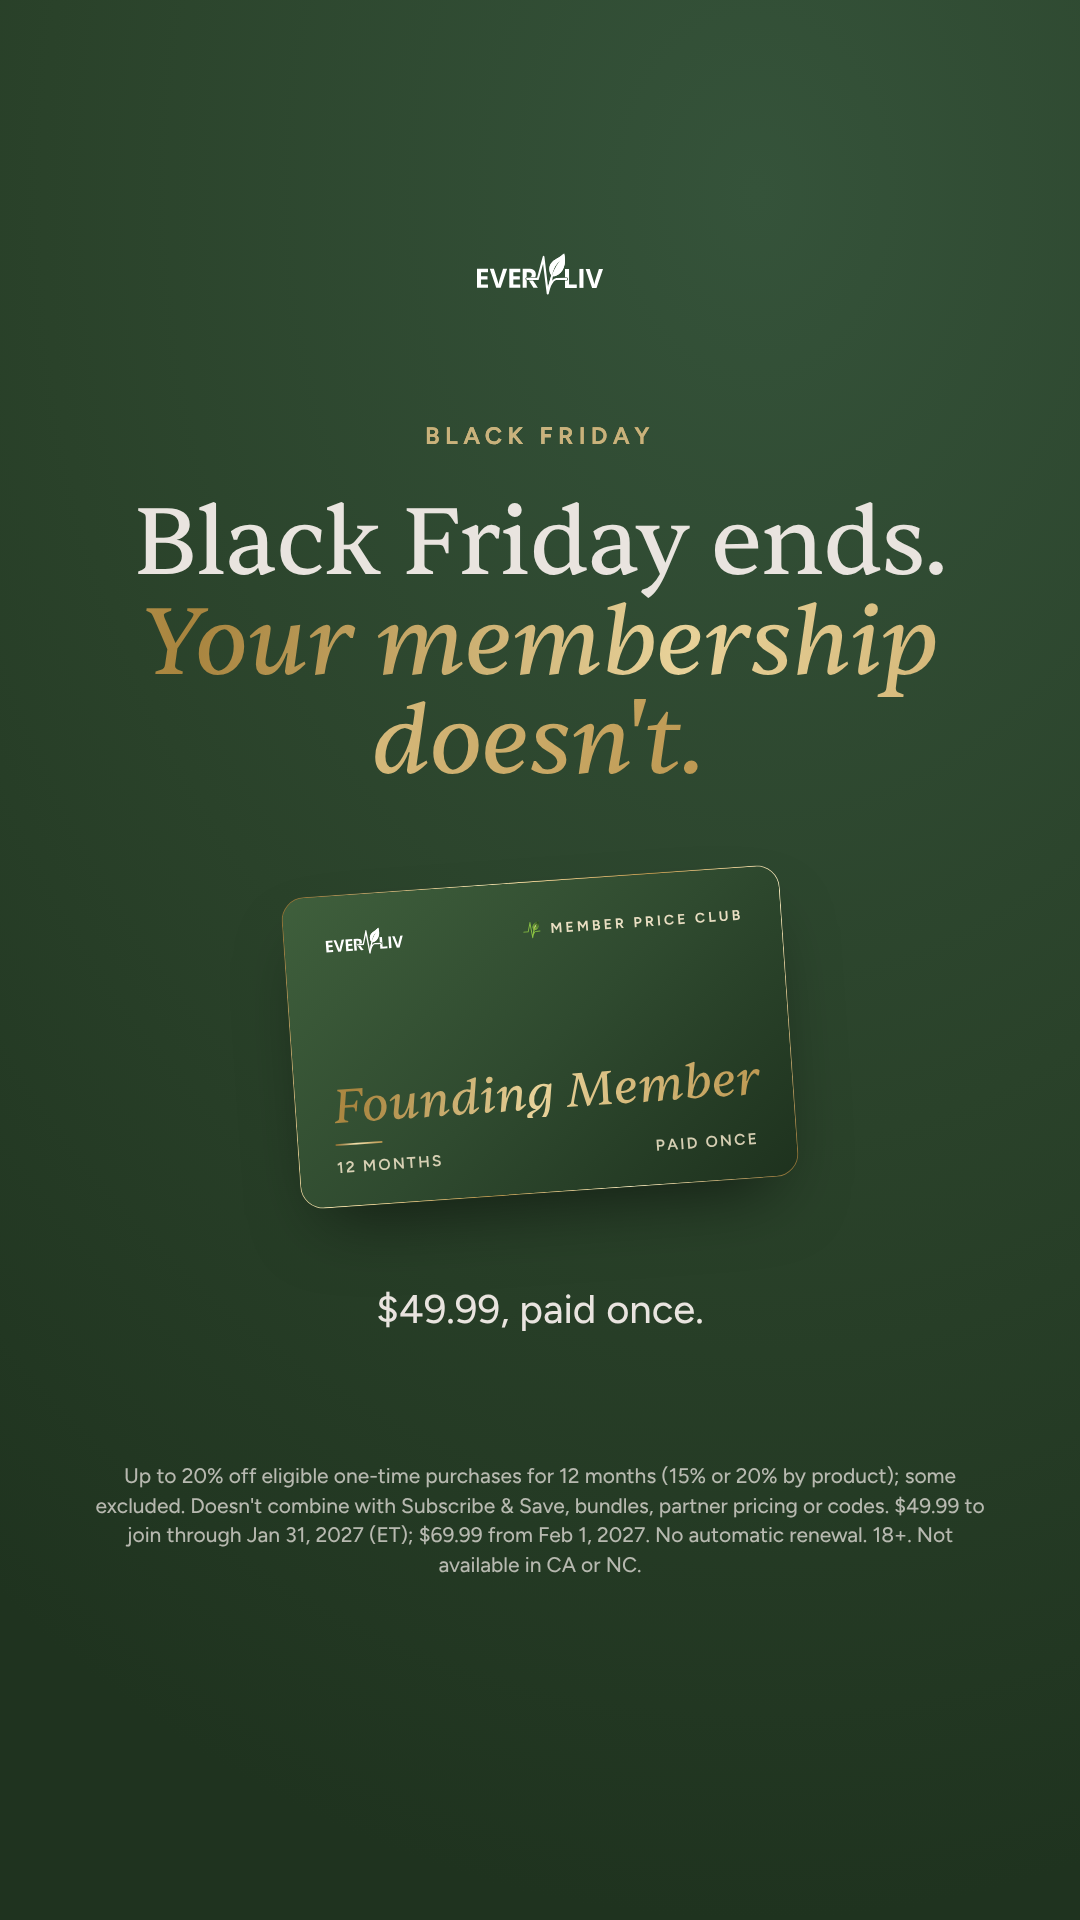 EVERLIV
BLACK FRIDAY
Black Friday ends.
Your membership
doesn't.
EVERLIV
MEMBER PRICE CLUB
Founding Member
12 MONTHS
PAID ONCE
$49.99, paid once.
Up to 20% off eligible one-time purchases for 12 months (15% or 20% by product); some
excluded. Doesn't combine with Subscribe & Save, bundles, partner pricing or codes. $49.99 to
join through Jan 31, 2027 (ET); $69.99 from Feb 1, 2027. No automatic renewal. 18+. Not
available in CA or NC.